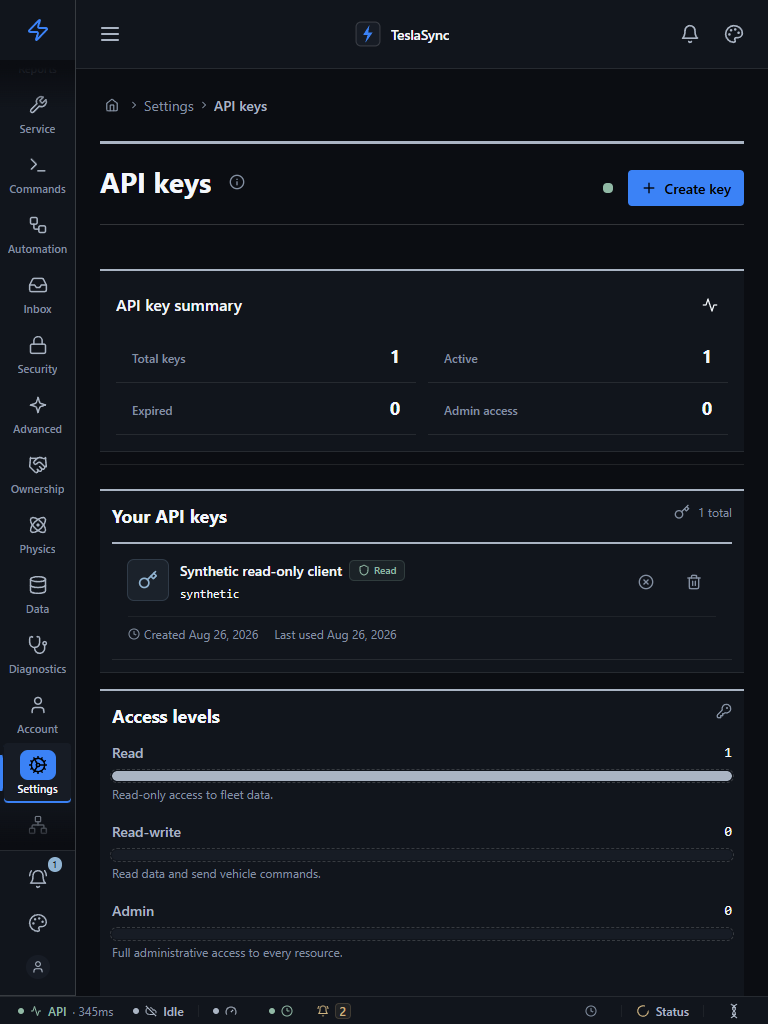 TeslaSync
Reports
Service
Commands
Automation
Inbox
Security
Advanced
Ownership
Physics
Data
Diagnostics
Account
Settings
1
Settings
API keys
API keys
Create key
API key summary
Total keys 1
Active 1
Expired 0
Admin access 0
Your API keys
1 total
Synthetic read-only client Read
synthetic
Created Aug 26, 2026 Last used Aug 26, 2026
Access levels
Read 1
Read-only access to fleet data.
Read-write 0
Read data and send vehicle commands.
Admin 0
Full administrative access to every resource.
API · 345ms Idle 2 Status